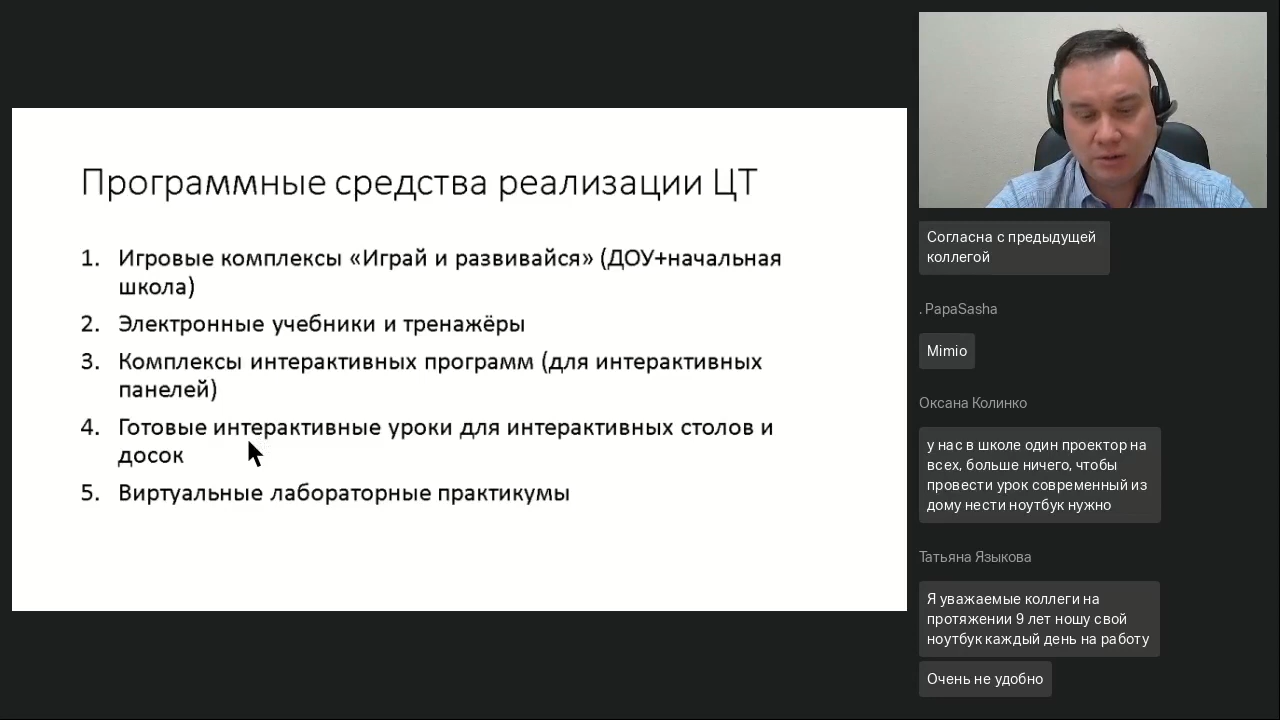 Программные средства реализации ЦТ
1. Игровые комплексы «Играй и развивайся» (ДОУ+начальная
школа)
2. Электронные учебники и тренажёры
3. Комплексы интерактивных программ (для интерактивных
панелей)
4. Готовые интерактивные уроки для интерактивных столов и
досок
5. Виртуальные лабораторные практикумы
Согласна с предыдущей
коллегой
. PapaSasha
Mimio
Оксана Колинко
у нас в школе один проектор на
всех, больше ничего, чтобы
провести урок современный из
дому нести ноутбук нужно
Татьяна Языкова
Я уважаемые коллеги на
протяжении 9 лет ношу свой
ноутбук каждый день на работу
Очень не удобно